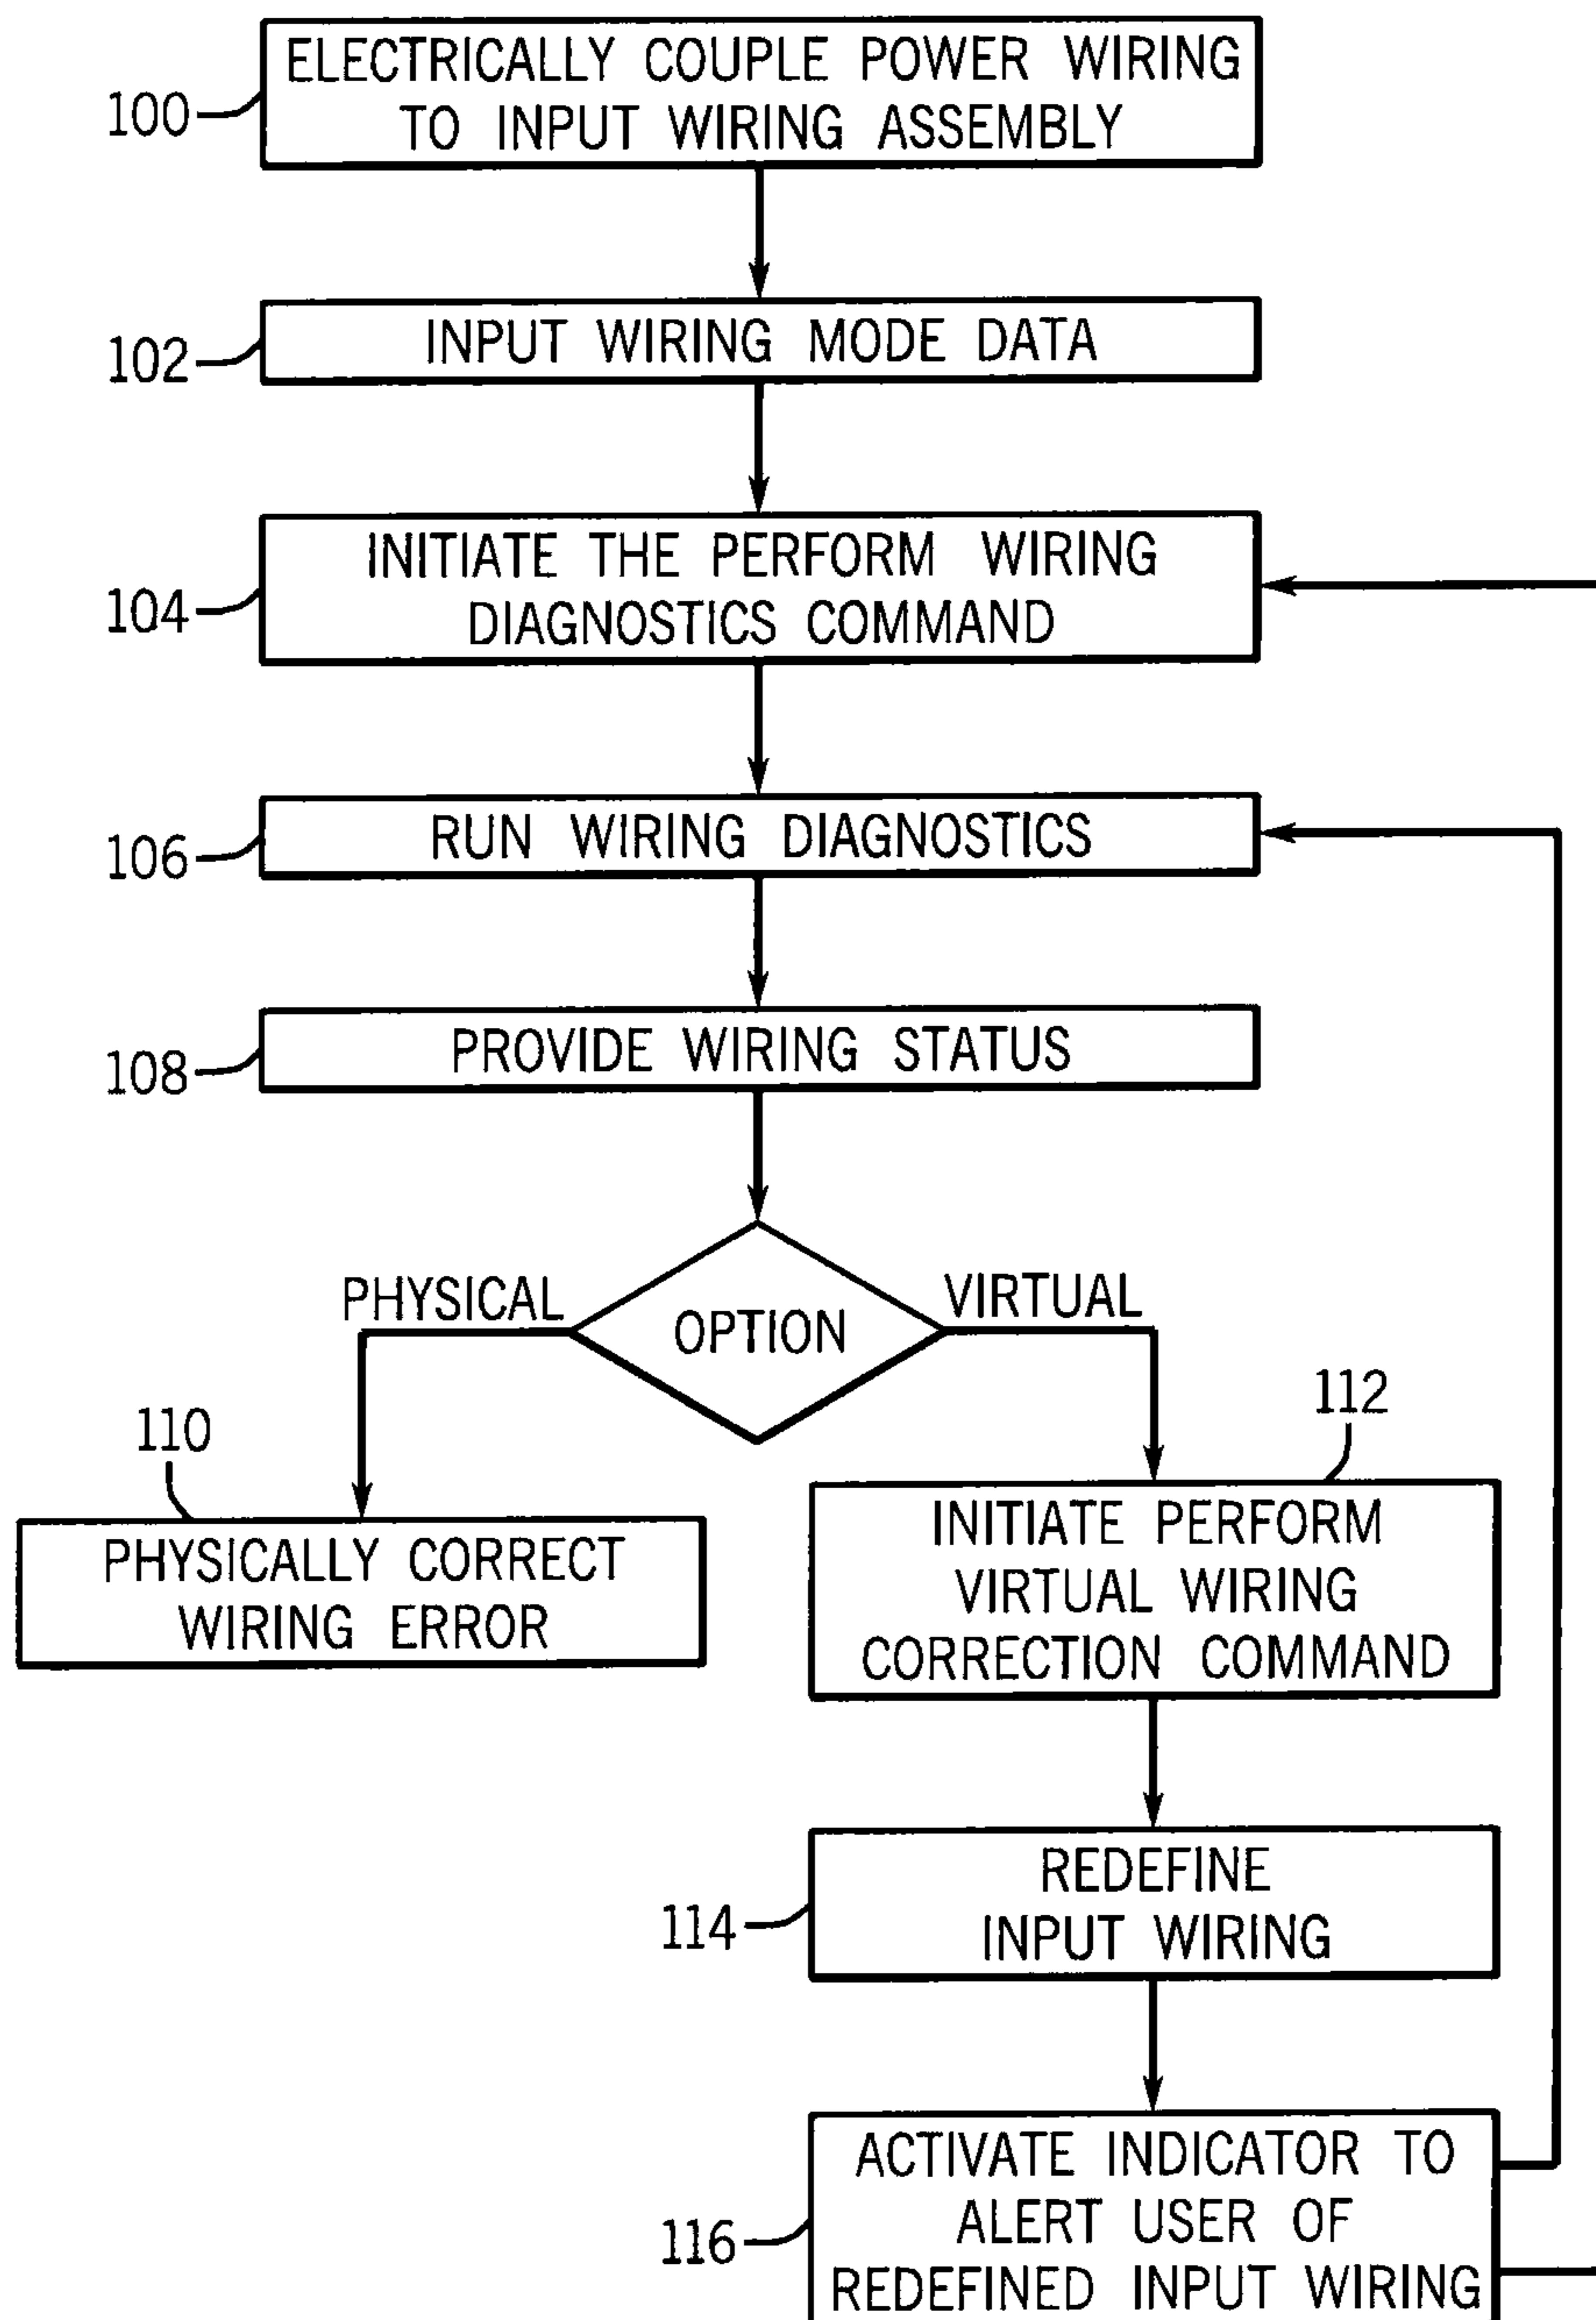 100
ELECTRICALLY COUPLE POWER WIRING
TO INPUT WIRING ASSEMBLY
102
INPUT WIRING MODE DATA
104
INITIATE THE PERFORM WIRING
DIAGNOSTICS COMMAND
106
RUN WIRING DIAGNOSTICS
108
PROVIDE WIRING STATUS
PHYSICAL
OPTION
VIRTUAL
110
PHYSICALLY CORRECT
WIRING ERROR
112
INITIATE PERFORM
VIRTUAL WIRING
CORRECTION COMMAND
114
REDEFINE
INPUT WIRING
116
ACTIVATE INDICATOR TO
ALERT USER OF
REDEFINED INPUT WIRING